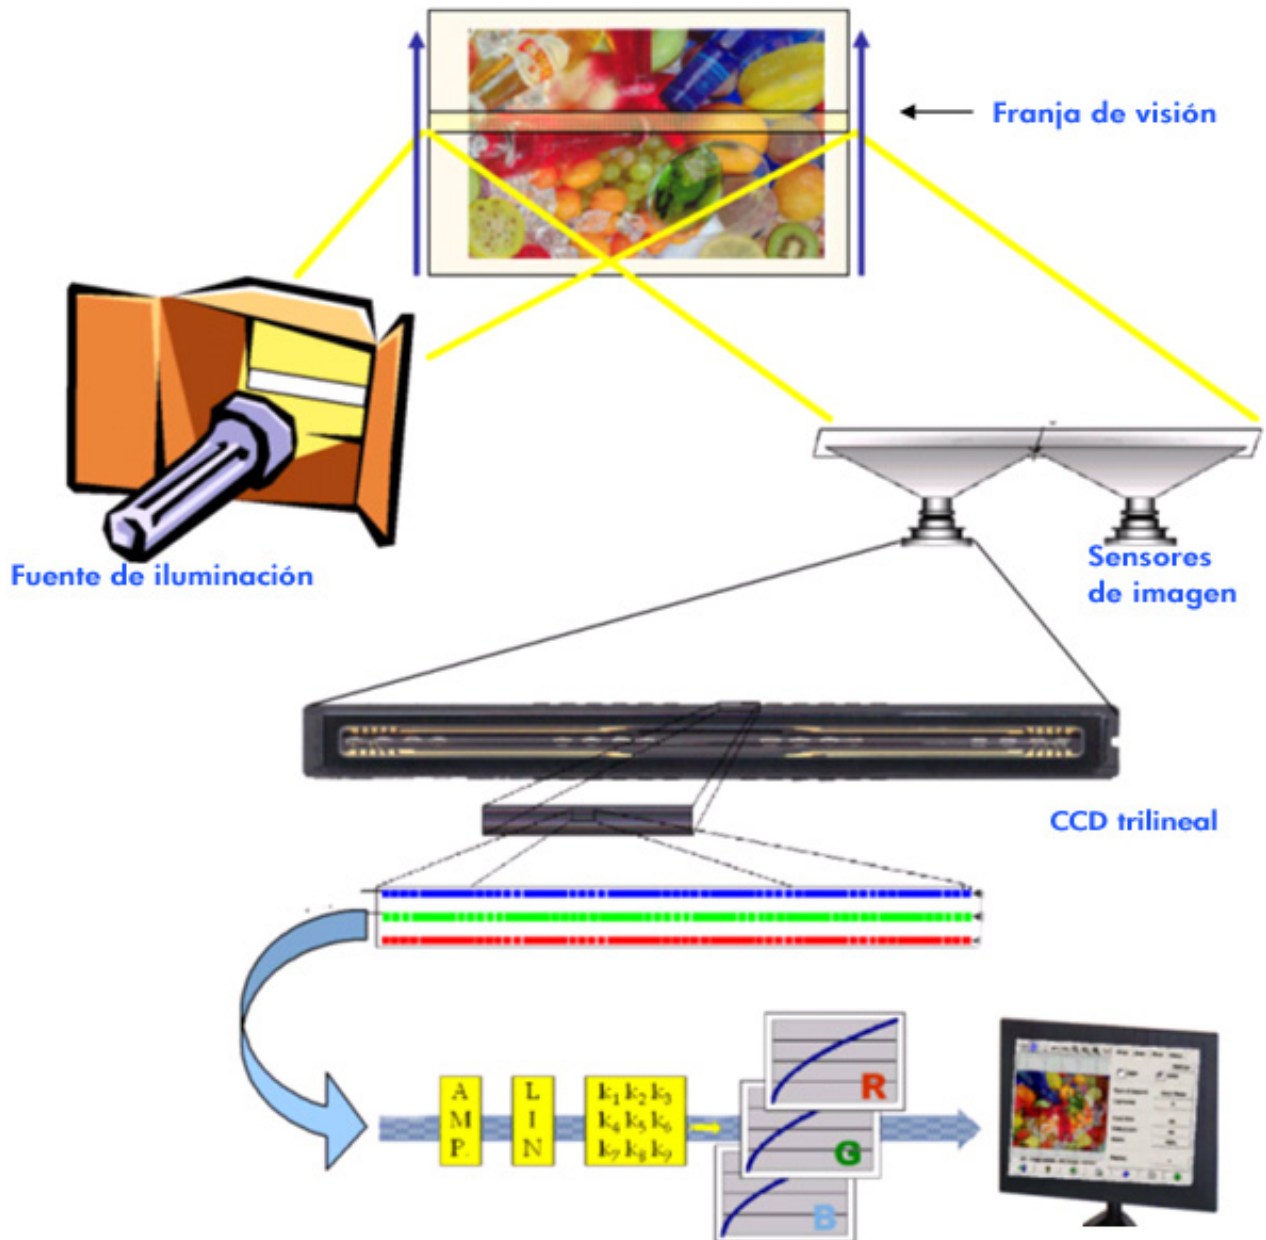 Franja de visión
Fuente de iluminación
Sensores
de imagen
CCD trilineal
A
M
P.
L
I
N
k₁ k₂ k₃
k₄ k₅ k₆
k₇ k₈ k₉
R
G
B